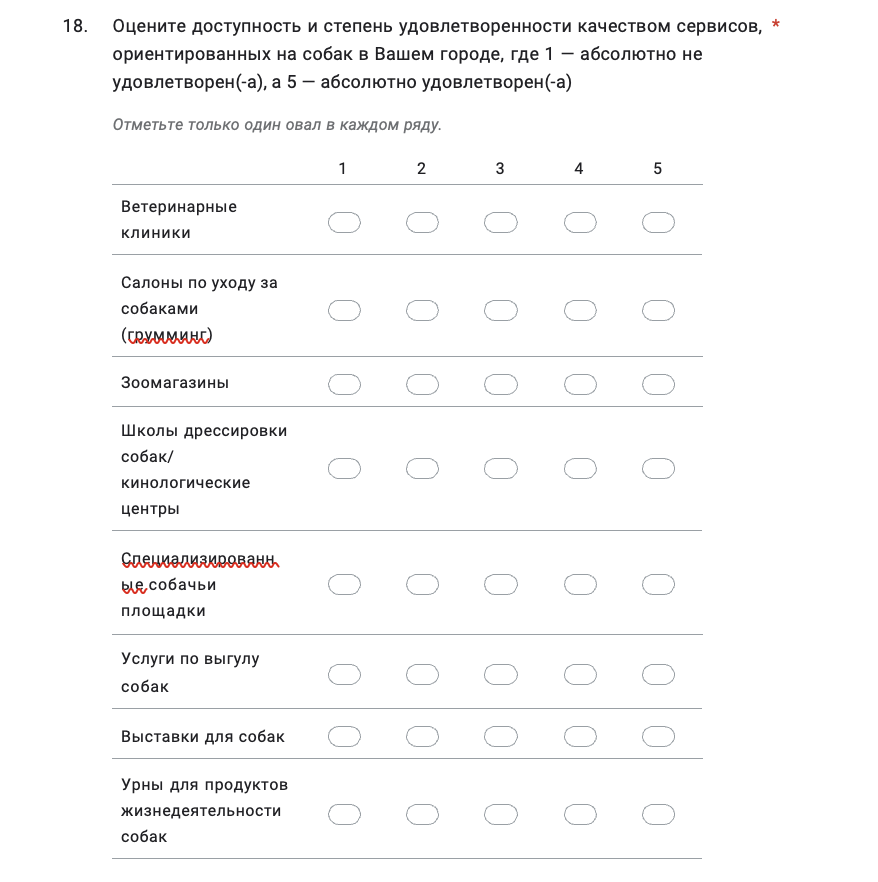 18. Оцените доступность и степень удовлетворенности качеством сервисов, *
ориентированных на собак в Вашем городе, где 1 — абсолютно не
удовлетворен(-а), а 5 — абсолютно удовлетворен(-а)
Отметьте только один овал в каждом ряду.
1 2 3 4 5
Ветеринарные
клиники
Салоны по уходу за
собаками
(грумминг)
Зоомагазины
Школы дрессировки
собак/
кинологические
центры
Специализированн
ые собачьи
площадки
Услуги по выгулу
собак
Выставки для собак
Урны для продуктов
жизнедеятельности
собак